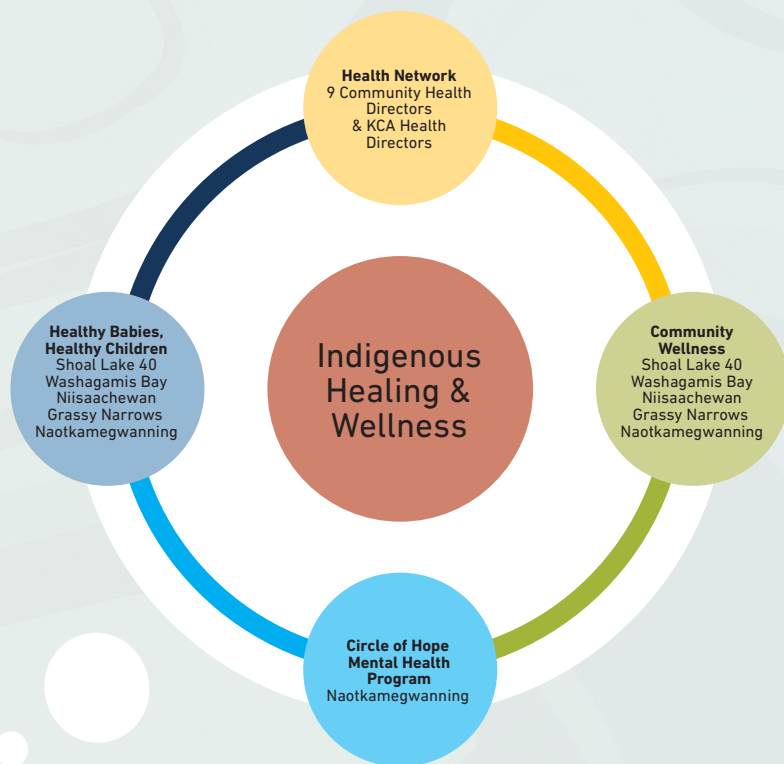 Health Network
9 Community Health
Directors
& KCA Health
Directors
Healthy Babies,
Healthy Children
Shoal Lake 40
Washagamis Bay
Niisaachewan
Grassy Narrows
Naotkamegwanning
Indigenous
Healing &
Wellness
Community
Wellness
Shoal Lake 40
Washagamis Bay
Niisaachewan
Grassy Narrows
Naotkamegwanning
Circle of Hope
Mental Health
Program
Naotkamegwanning